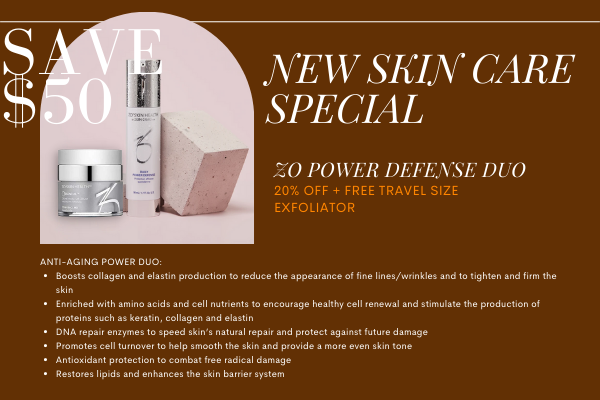 SAVE
$50
NEW SKIN CARE
SPECIAL
ZO POWER DEFENSE DUO
20% OFF + FREE TRAVEL SIZE
EXFOLIATOR
ANTI-AGING POWER DUO:
• Boosts collagen and elastin production to reduce the appearance of fine lines/wrinkles and to tighten and firm the
skin
• Enriched with amino acids and cell nutrients to encourage healthy cell renewal and stimulate the production of
proteins such as keratin, collagen and elastin
• DNA repair enzymes to speed skin's natural repair and protect against future damage
• Promotes cell turnover to help smooth the skin and provide a more even skin tone
• Antioxidant protection to combat free radical damage
• Restores lipids and enhances the skin barrier system